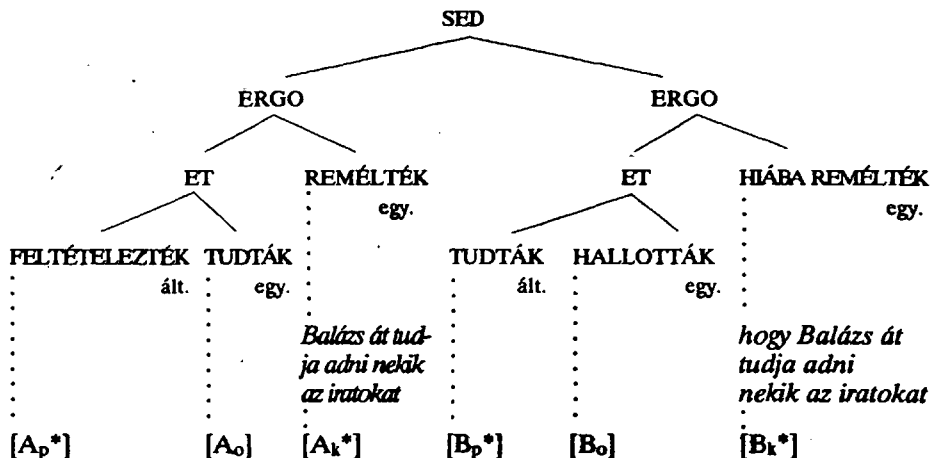 SED
ERGO ERGO
ET REMÉLTÉK ET HIÁBA REMÉLTÉK
egy. egy.
FELTÉTELEZTÉK TUDTÁK TUDTÁK HALLOTTÁK
ált. egy. ált. egy.
Balázs át tud- hogy Balázs át
ja adni nekik tudja adni
az iratokat nekik az iratokat
[Ap*] [Ao] [Ak*] [Bp*] [Bo] [Bk*]